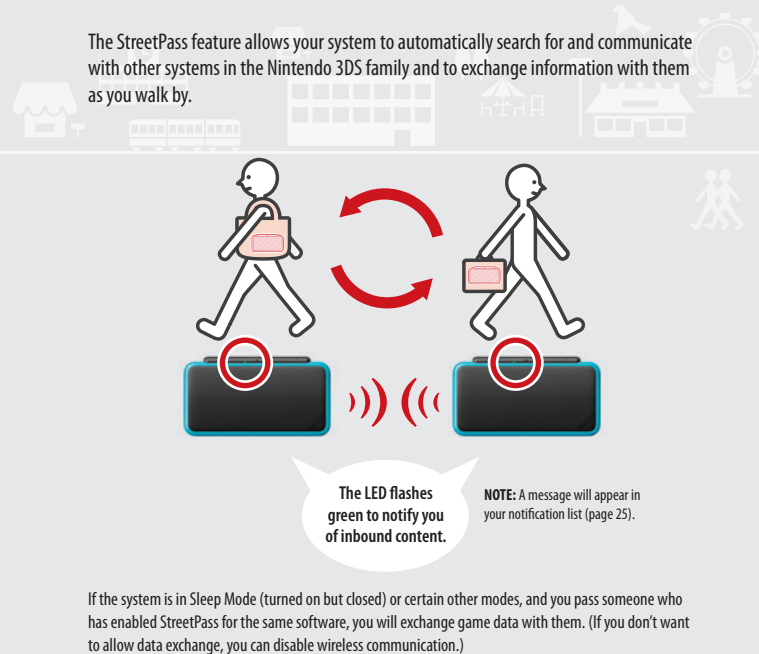 The StreetPass feature allows your system to automatically search for and communicate
with other systems in the Nintendo 3DS family and to exchange information with them
as you walk by.
The LED flashes
green to notify you
of inbound content.
NOTE: A message will appear in
your notification list (page 25).
If the system is in Sleep Mode (turned on but closed) or certain other modes, and you pass someone who
has enabled StreetPass for the same software, you will exchange game data with them. (If you don’t want
to allow data exchange, you can disable wireless communication.)